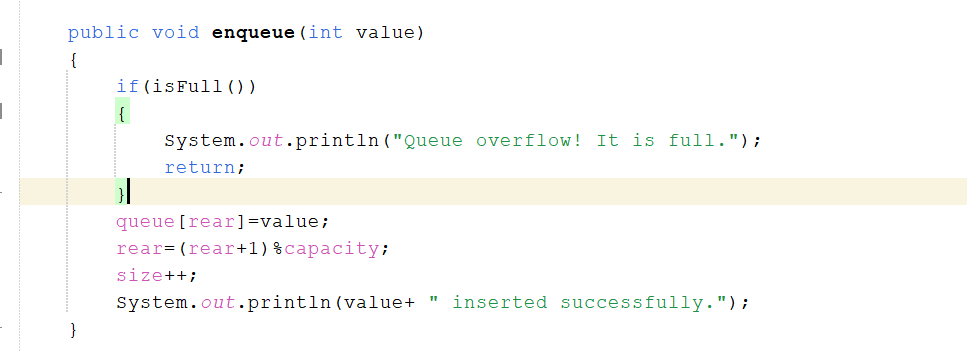 public void enqueue(int value)
{
if(isFull())
{
System.out.println("Queue overflow! It is full.");
return;
}
queue[rear]=value;
rear=(rear+1)%capacity;
size++;
System.out.println(value+ " inserted successfully.");
}